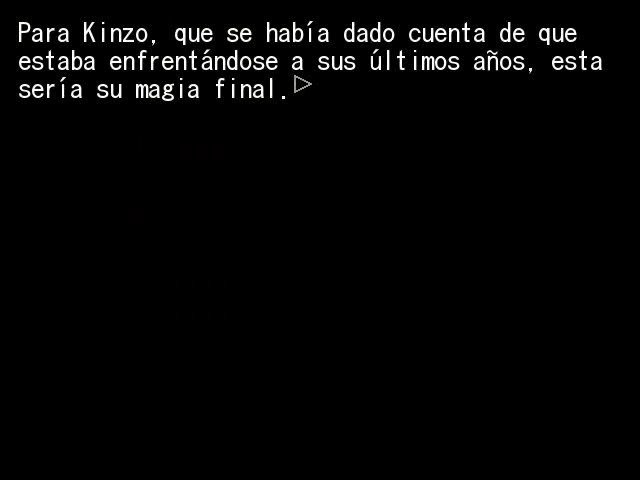 Para Kinzo, que se había dado cuenta de que
estaba enfrentándose a sus últimos años, esta
sería su magia final.